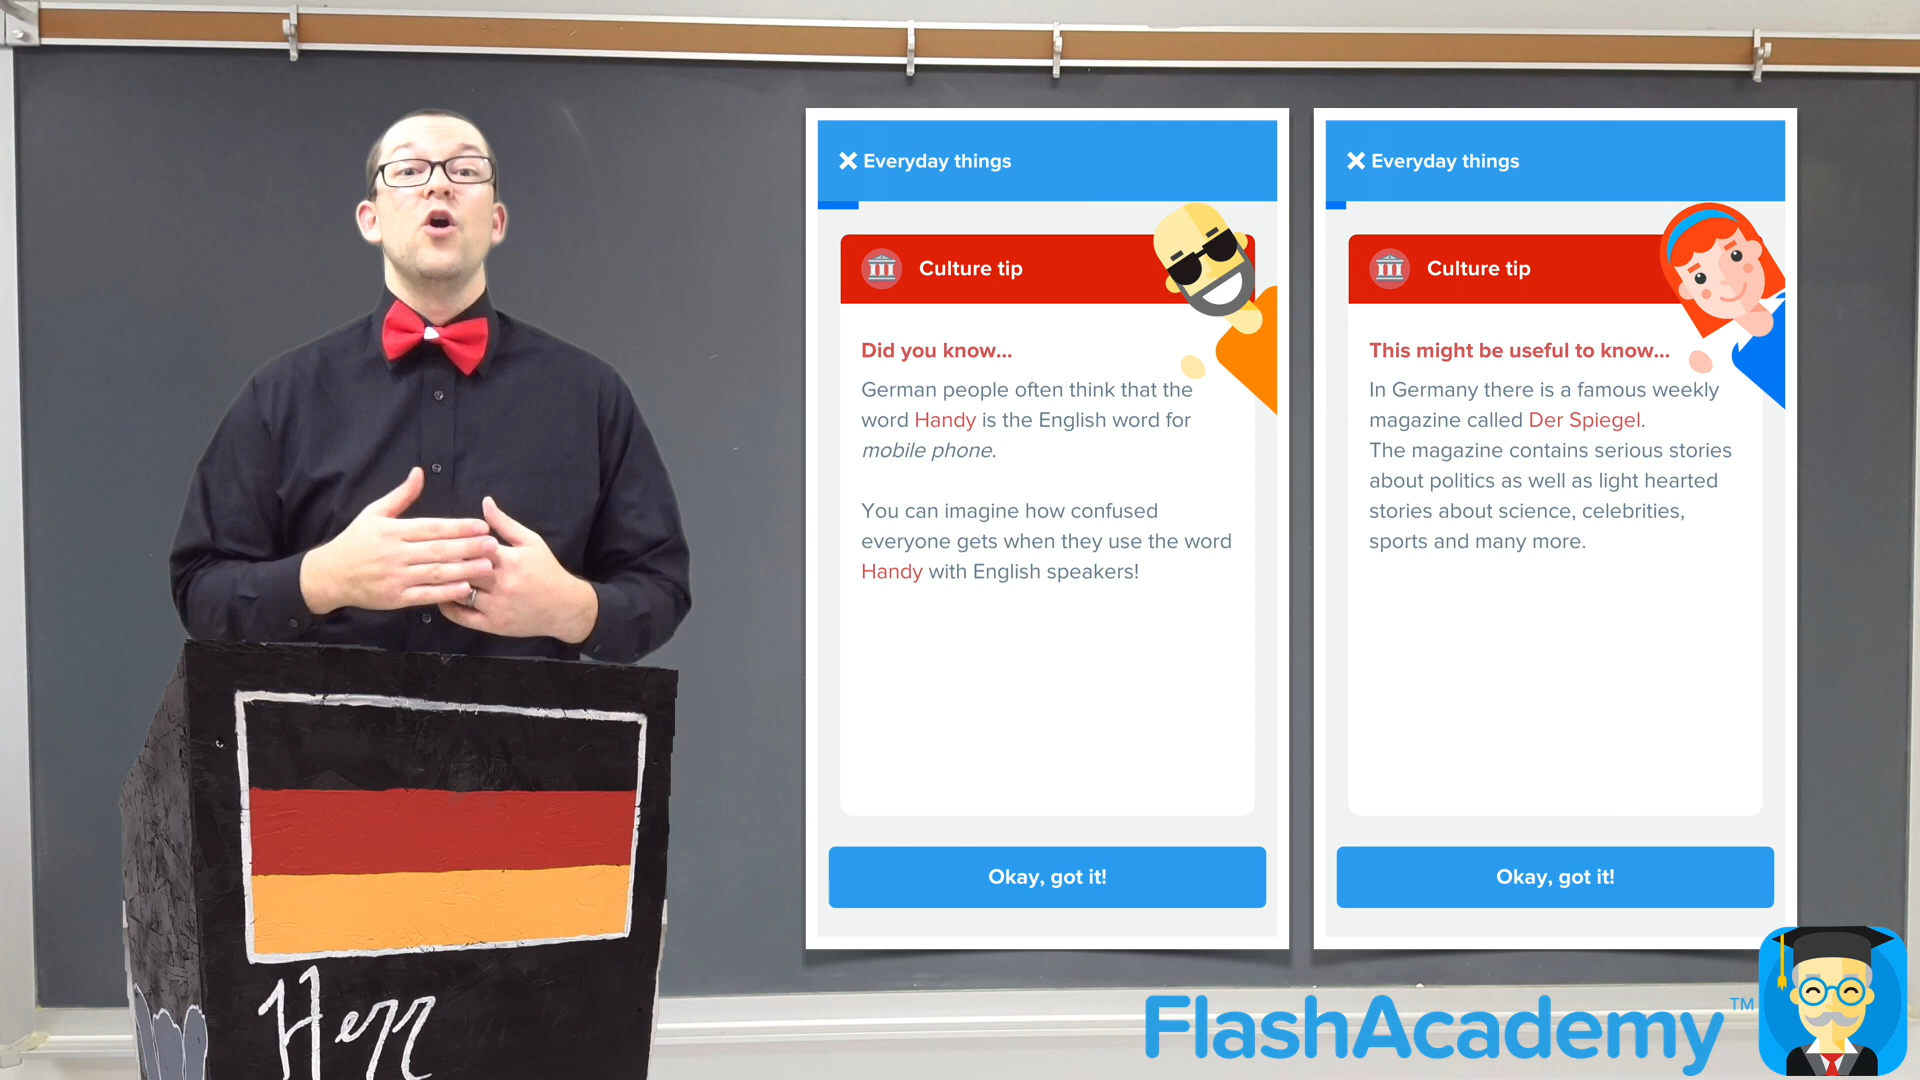 Everyday things
Culture tip
Did you know...
German people often think that the
word Handy is the English word for
mobile phone.
You can imagine how confused
everyone gets when they use the word
Handy with English speakers!
Okay, got it!
Everyday things
Culture tip
This might be useful to know...
In Germany there is a famous weekly
magazine called Der Spiegel.
The magazine contains serious stories
about politics as well as light hearted
stories about science, celebrities,
sports and many more.
Okay, got it!
Herr
FlashAcademy™